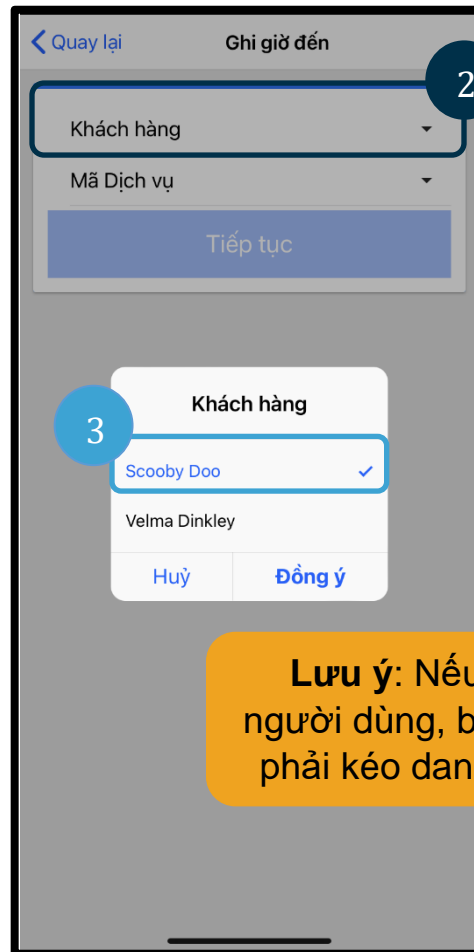 Quay lại
Ghi giờ đến
2
Khách hàng
Mã Dịch vụ
Tiếp tục
Khách hàng
3
Scooby Doo
Velma Dinkley
Huỷ
Đồng ý
Lưu ý: Nếu
người dùng,
phải kéo